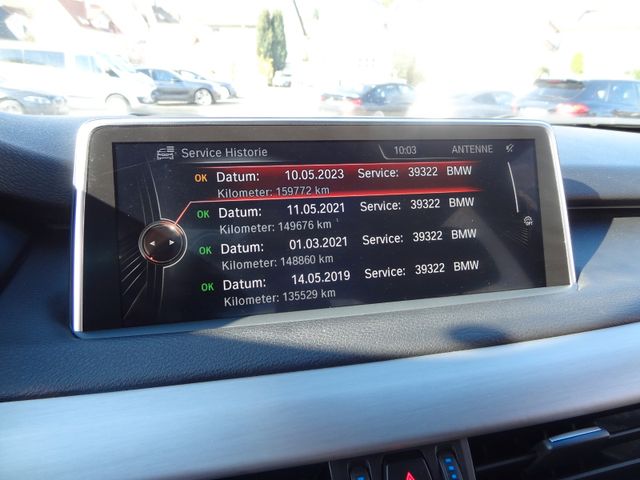 Service Historie 10:03 ANTENNE
OK Datum: 10.05.2023 Service: 39322 BMW
Kilometer: 159772 km
OK Datum: 11.05.2021 Service: 39322 BMW
Kilometer: 149676 km
OK Datum: 01.03.2021 Service: 39322 BMW
Kilometer: 148860 km
OK Datum: 14.05.2019 Service: 39322 BMW
Kilometer: 135529 km